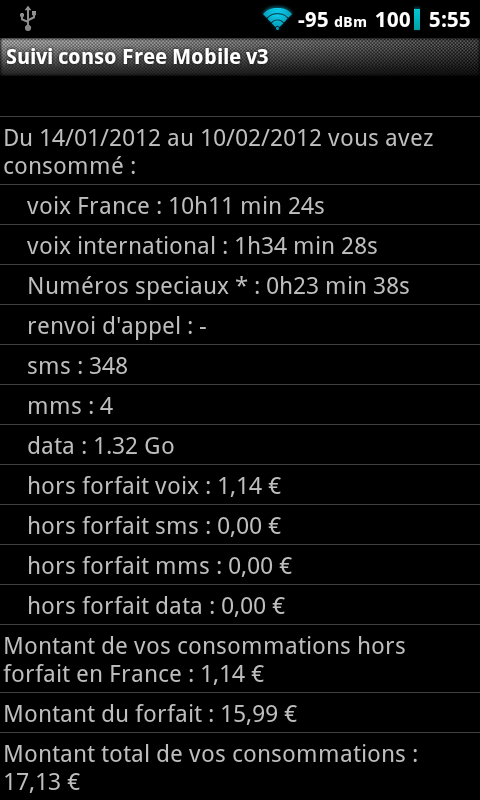 -95 dBm 100 5:55
Suivi conso Free Mobile v3
Du 14/01/2012 au 10/02/2012 vous avez
consommé :
voix France : 10h11 min 24s
voix international : 1h34 min 28s
Numéros speciaux * : 0h23 min 38s
renvoi d'appel : -
sms : 348
mms : 4
data : 1.32 Go
hors forfait voix : 1,14 €
hors forfait sms : 0,00 €
hors forfait mms : 0,00 €
hors forfait data : 0,00 €
Montant de vos consommations hors
forfait en France : 1,14 €
Montant du forfait : 15,99 €
Montant total de vos consommations :
17,13 €